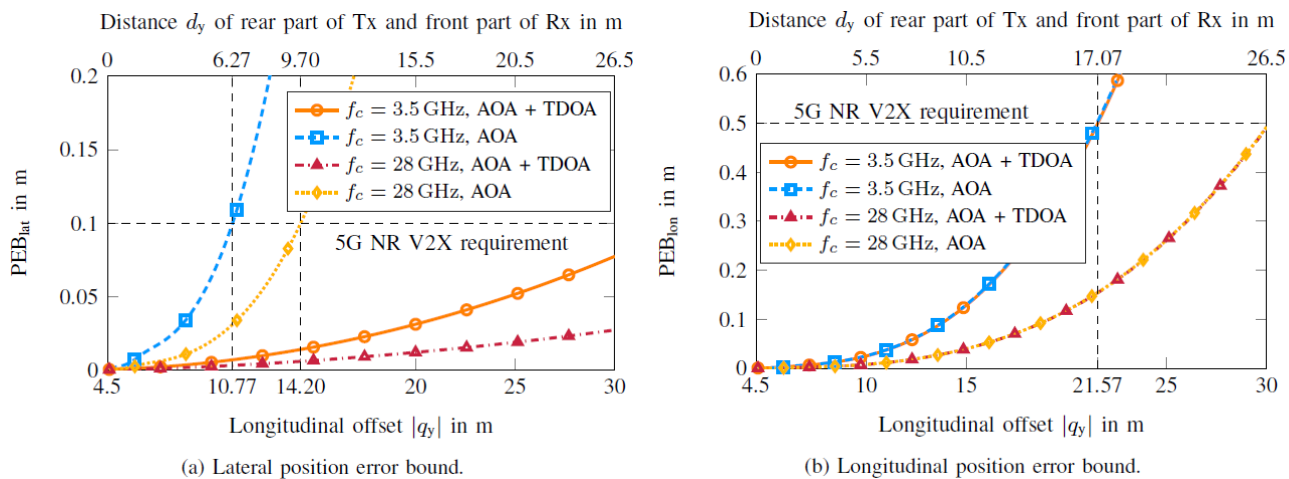 Distance dy of rear part of Tx and front part of Rx in m
0 6.27 9.70 15.5 20.5 26.5
0.2
0.15
0.1
0.05
0
PEBlat in m
fc = 3.5 GHz, AOA + TDOA
fc = 3.5 GHz, AOA
fc = 28 GHz, AOA + TDOA
fc = 28 GHz, AOA
5G NR V2X requirement
4.5 10.77 14.20 20 25 30
Longitudinal offset |qy| in m
(a) Lateral position error bound.
Distance dy of rear part of Tx and front part of Rx in m
0 5.5 10.5 17.07 26.5
0.6
0.5
0.4
0.3
0.2
0.1
0
PEBlon in m
5G NR V2X requirement
fc = 3.5 GHz, AOA + TDOA
fc = 3.5 GHz, AOA
fc = 28 GHz, AOA + TDOA
fc = 28 GHz, AOA
4.5 10 15 21.57 25 30
Longitudinal offset |qy| in m
(b) Longitudinal position error bound.